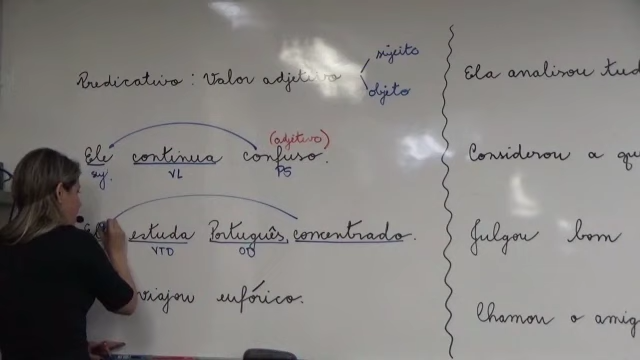 Predicativo : Valor adjetivo
sujeito
objeto
(adjetivo)
Ele continua confuso.
suj. VL PS
estuda Português, concentrado.
VTD OD
viajou eufórico.
Ela analisou tud
Considerou a qu
Julgou bom
Chamou o amig